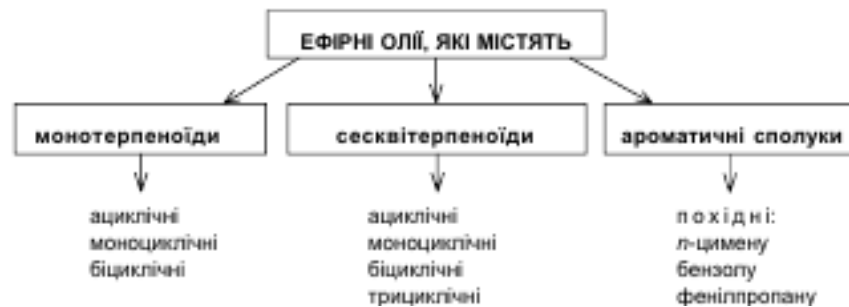 ЕФІРНІ ОЛІЇ, ЯКІ МІСТЯТЬ
монотерпеноїди
сесквітерпеноїди
ароматичні сполуки
ациклічні
моноциклічні
біциклічні
ациклічні
моноциклічні
біциклічні
трициклічні
похідні:
п-цимену
бензолу
фенілпропану